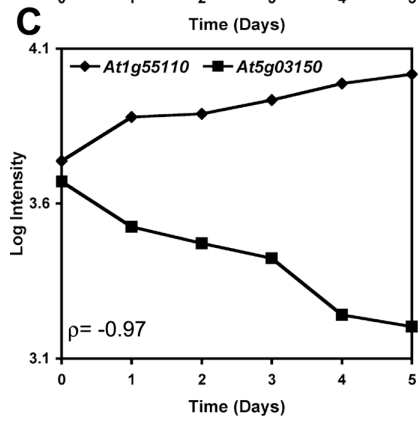 Time (Days)
C
4.1
At1g55110 At5g03150
Log Intensity
3.6
ρ= -0.97
3.1
0 1 2 3 4 5
Time (Days)